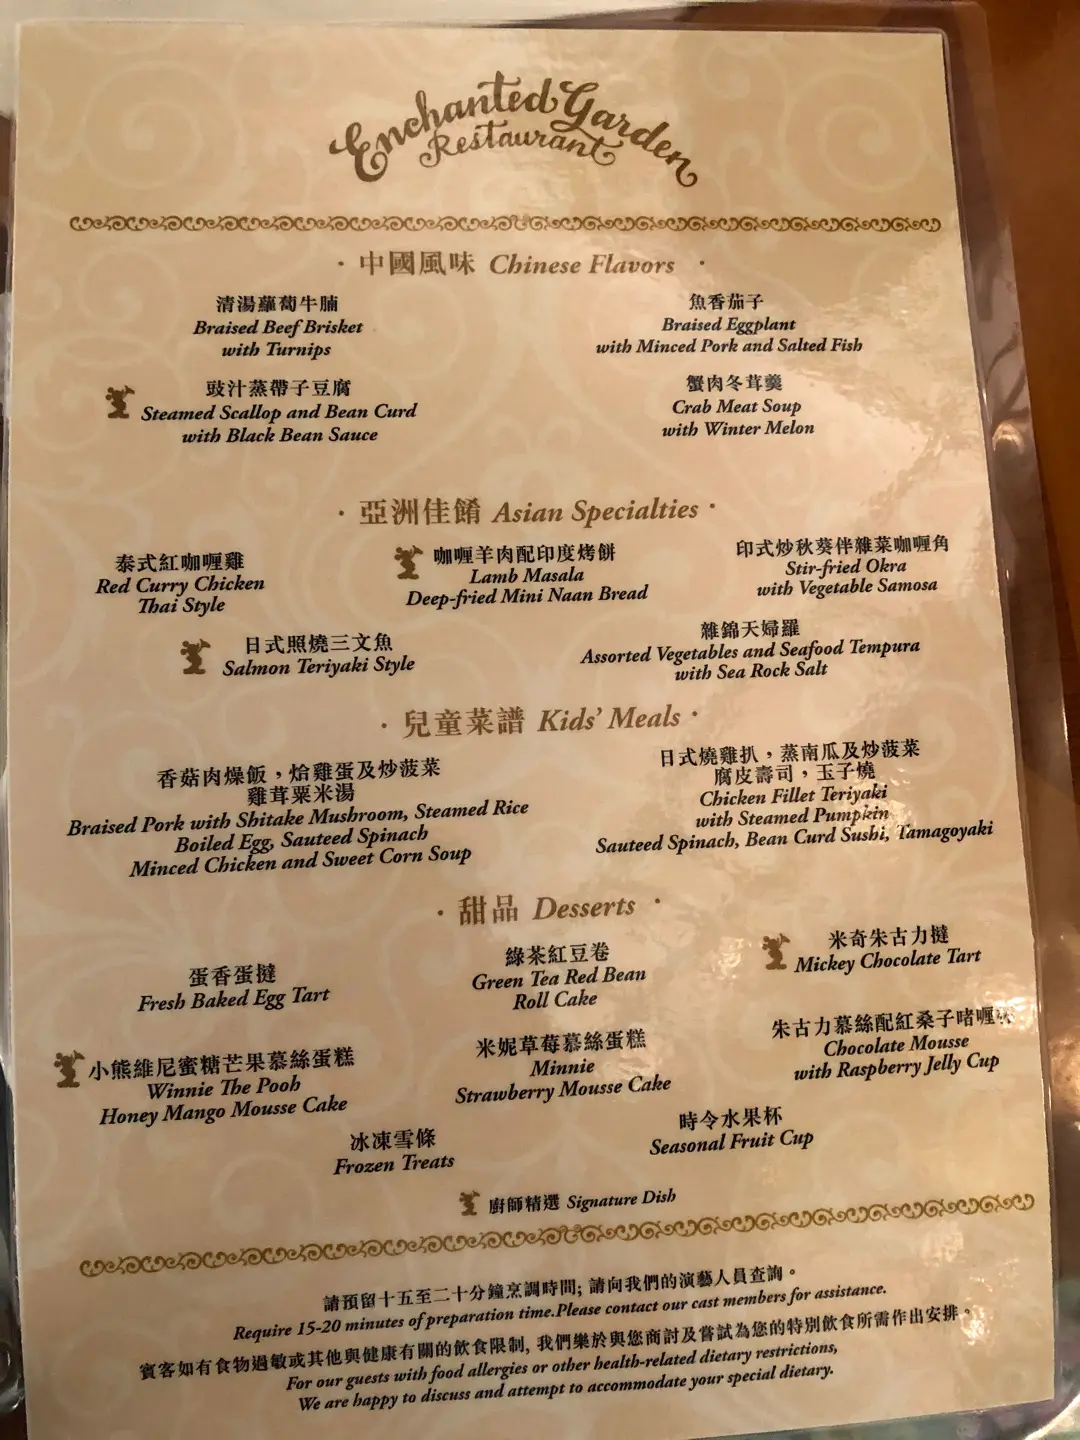 Enchanted Garden
Restaurant
· 中國風味 Chinese Flavors ·
清湯蘿蔔牛腩
Braised Beef Brisket
with Turnips
魚香茄子
Braised Eggplant
with Minced Pork and Salted Fish
豉汁蒸帶子豆腐
Steamed Scallop and Bean Curd
with Black Bean Sauce
蟹肉冬茸羹
Crab Meat Soup
with Winter Melon
· 亞洲佳餚 Asian Specialties ·
泰式紅咖喱雞
Red Curry Chicken
Thai Style
咖喱羊肉配印度烤餅
Lamb Masala
Deep-fried Mini Naan Bread
印式炒秋葵伴雜菜咖喱角
Stir-fried Okra
with Vegetable Samosa
日式照燒三文魚
Salmon Teriyaki Style
雜錦天婦羅
Assorted Vegetables and Seafood Tempura
with Sea Rock Salt
· 兒童菜譜 Kids' Meals ·
香菇肉燥飯，烚雞蛋及炒菠菜
雞茸粟米湯
Braised Pork with Shitake Mushroom, Steamed Rice
Boiled Egg, Sauteed Spinach
Minced Chicken and Sweet Corn Soup
日式燒雞扒，蒸南瓜及炒菠菜
腐皮壽司，玉子燒
Chicken Fillet Teriyaki
with Steamed Pumpkin
Sauteed Spinach, Bean Curd Sushi, Tamagoyaki
· 甜品 Desserts ·
蛋香蛋撻
Fresh Baked Egg Tart
綠茶紅豆卷
Green Tea Red Bean
Roll Cake
米奇朱古力撻
Mickey Chocolate Tart
小熊維尼蜜糖芒果慕絲蛋糕
Winnie The Pooh
Honey Mango Mousse Cake
米妮草莓慕絲蛋糕
Minnie
Strawberry Mousse Cake
朱古力慕絲配紅桑子啫喱
Chocolate Mousse
with Raspberry Jelly Cup
冰凍雪條
Frozen Treats
時令水果杯
Seasonal Fruit Cup
廚師精選 Signature Dish
請預留十五至二十分鐘烹調時間; 請向我們的演藝人員查詢。
Require 15-20 minutes of preparation time.Please contact our cast members for assistance.
賓客如有食物過敏或其他與健康有關的飲食限制, 我們樂於與您商討及嘗試為您的特別飲食所需作出安排。
For our guests with food allergies or other health-related dietary restrictions,
We are happy to discuss and attempt to accommodate your special dietary.